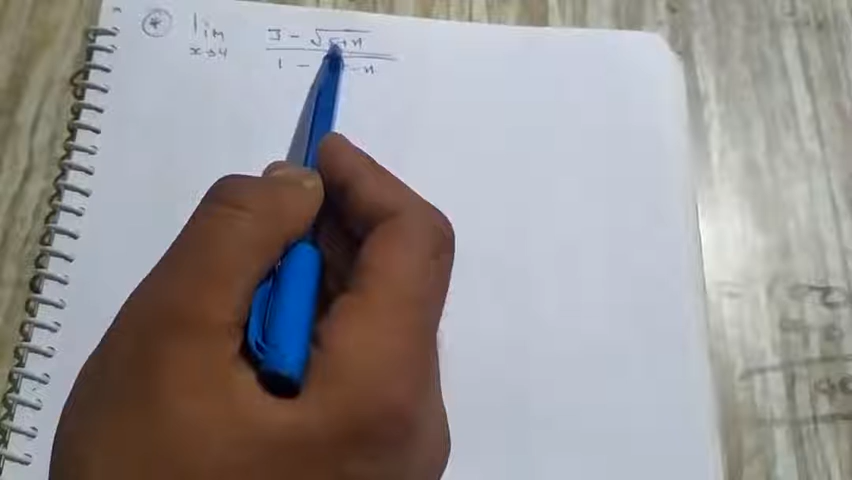 * lim 3 - √5+x
x→4 1 - - x